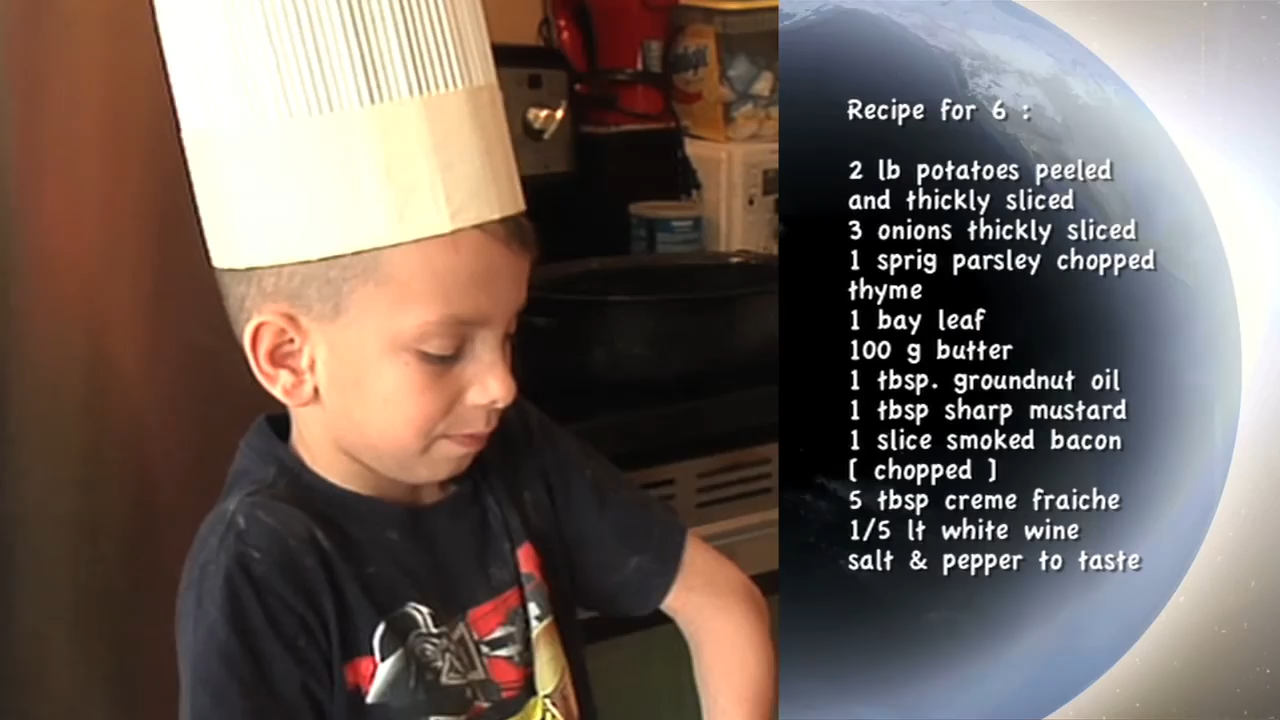 Recipe for 6 :
2 lb potatoes peeled
and thickly sliced
3 onions thickly sliced
1 sprig parsley chopped
thyme
1 bay leaf
100 g butter
1 tbsp. groundnut oil
1 tbsp sharp mustard
1 slice smoked bacon
[ chopped ]
5 tbsp creme fraiche
1/5 lt white wine
salt & pepper to taste